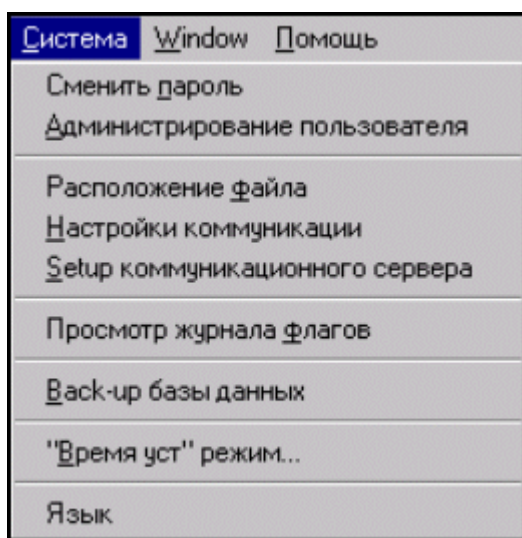 Система Window Помощь
Сменить пароль
Администрирование пользователя
Расположение файла
Настройки коммуникации
Setup коммуникационного сервера
Просмотр журнала флагов
Back-up базы данных
"Время уст" режим...
Язык